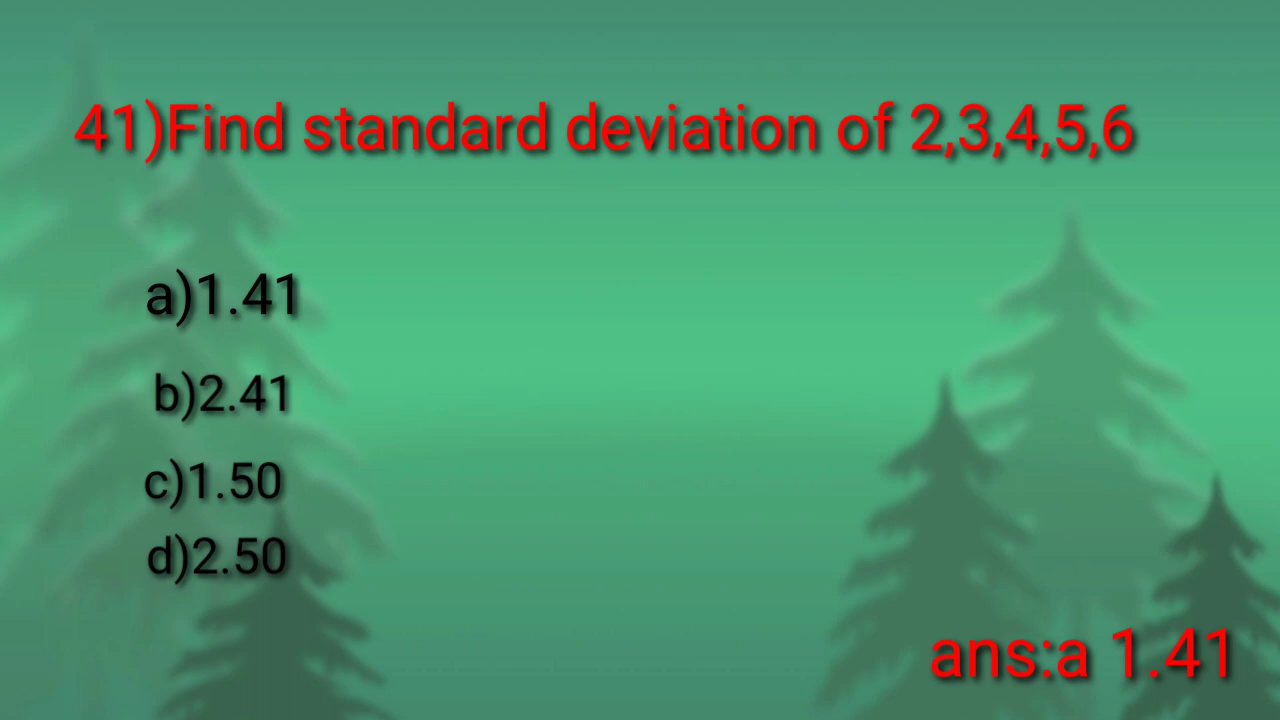 41)Find standard deviation of 2,3,4,5,6
a)1.41
b)2.41
c)1.50
d)2.50
ans:a 1.41